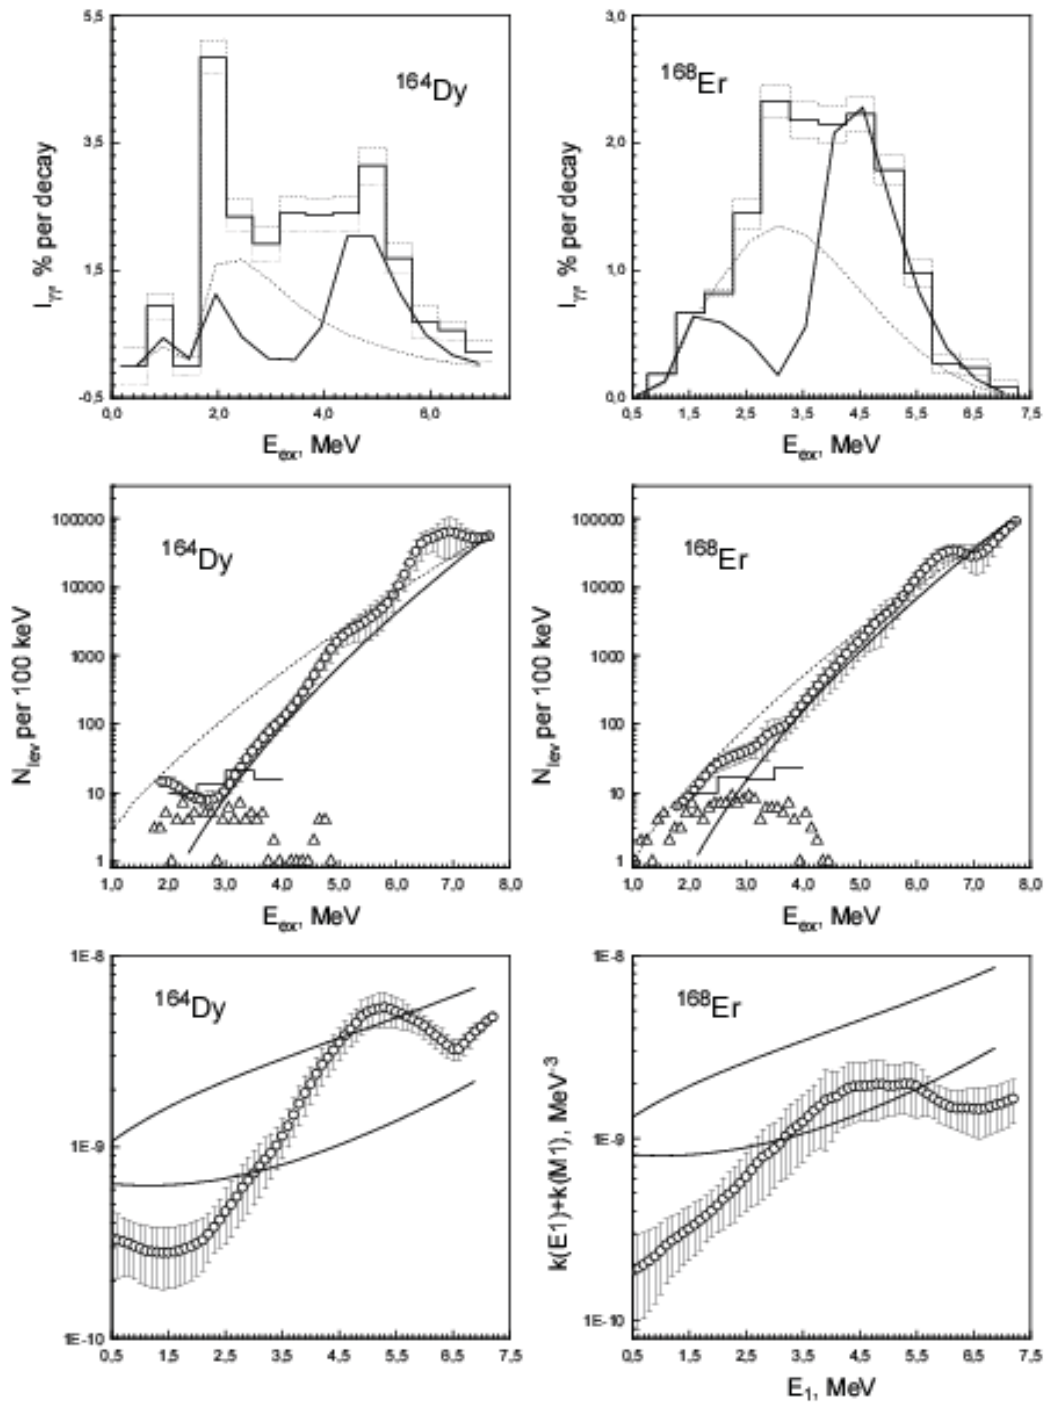 5,5
3,5
1,5
-0,5
0,0
2,0
4,0
6,0
I_γγ, % per decay
E_ex, MeV
¹⁶⁴Dy
3,0
2,0
1,0
0,0
0,5
1,5
2,5
3,5
4,5
5,5
6,5
7,5
I_γγ, % per decay
E_ex, MeV
¹⁶⁸Er
100000
10000
1000
100
10
1
1,0
2,0
3,0
4,0
5,0
6,0
7,0
8,0
N_lev per 100 keV
E_ex, MeV
¹⁶⁴Dy
100000
10000
1000
100
10
1
1,0
2,0
3,0
4,0
5,0
6,0
7,0
8,0
N_lev per 100 keV
E_ex, MeV
¹⁶⁸Er
1E-8
1E-9
1E-10
0,5
1,5
2,5
3,5
4,5
5,5
6,5
7,5
¹⁶⁴Dy
1E-8
1E-9
1E-10
0,5
1,5
2,5
3,5
4,5
5,5
6,5
7,5
k(E1)+k(M1), MeV⁻³
E₁, MeV
¹⁶⁸Er